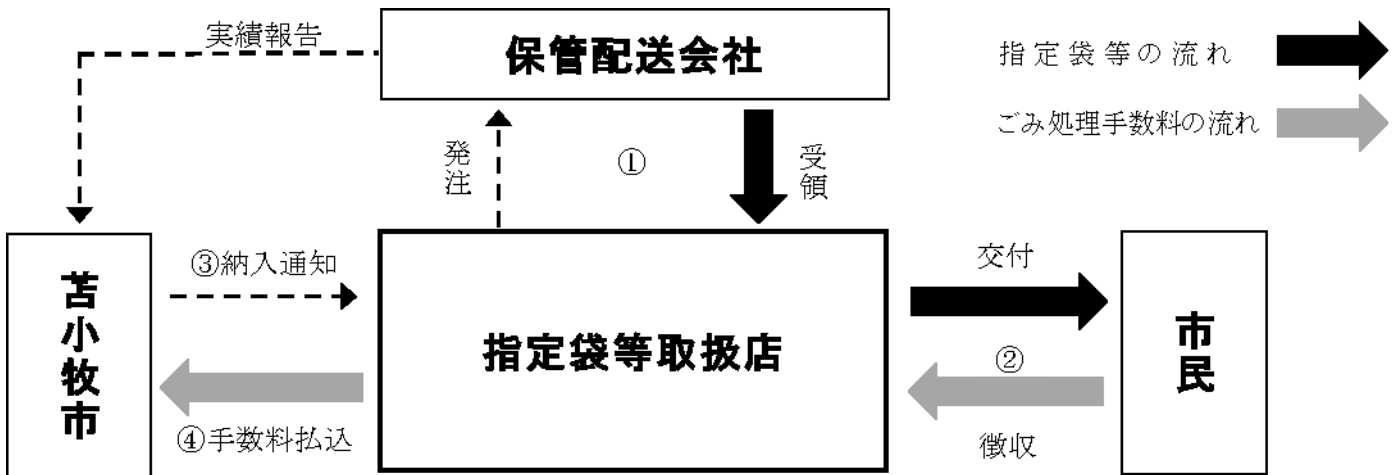 実績報告
保管配送会社
指定袋等の流れ
ごみ処理手数料の流れ
発注
①
受領
苫小牧市
③納入通知
④手数料払込
指定袋等取扱店
交付
②
徴収
市民